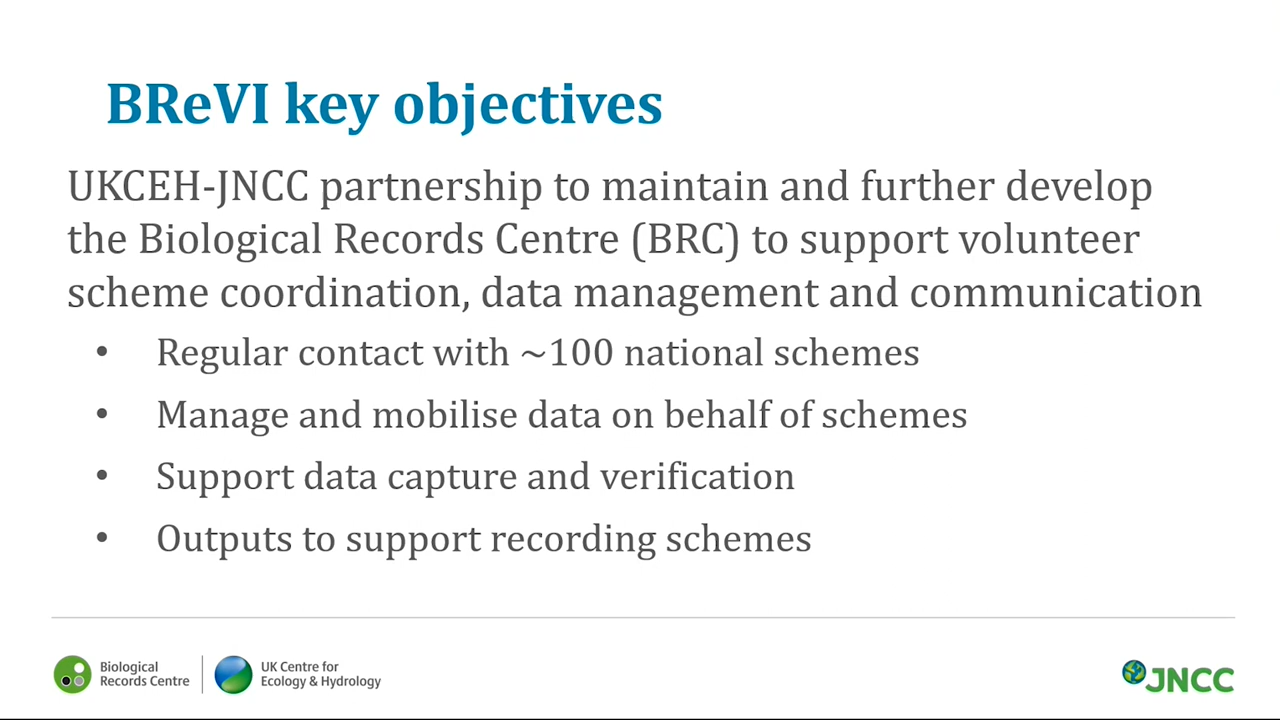 BReVI key objectives
UKCEH-JNCC partnership to maintain and further develop
the Biological Records Centre (BRC) to support volunteer
scheme coordination, data management and communication
• Regular contact with ~100 national schemes
• Manage and mobilise data on behalf of schemes
• Support data capture and verification
• Outputs to support recording schemes
Biological
Records Centre
UK Centre for
Ecology & Hydrology
JNCC